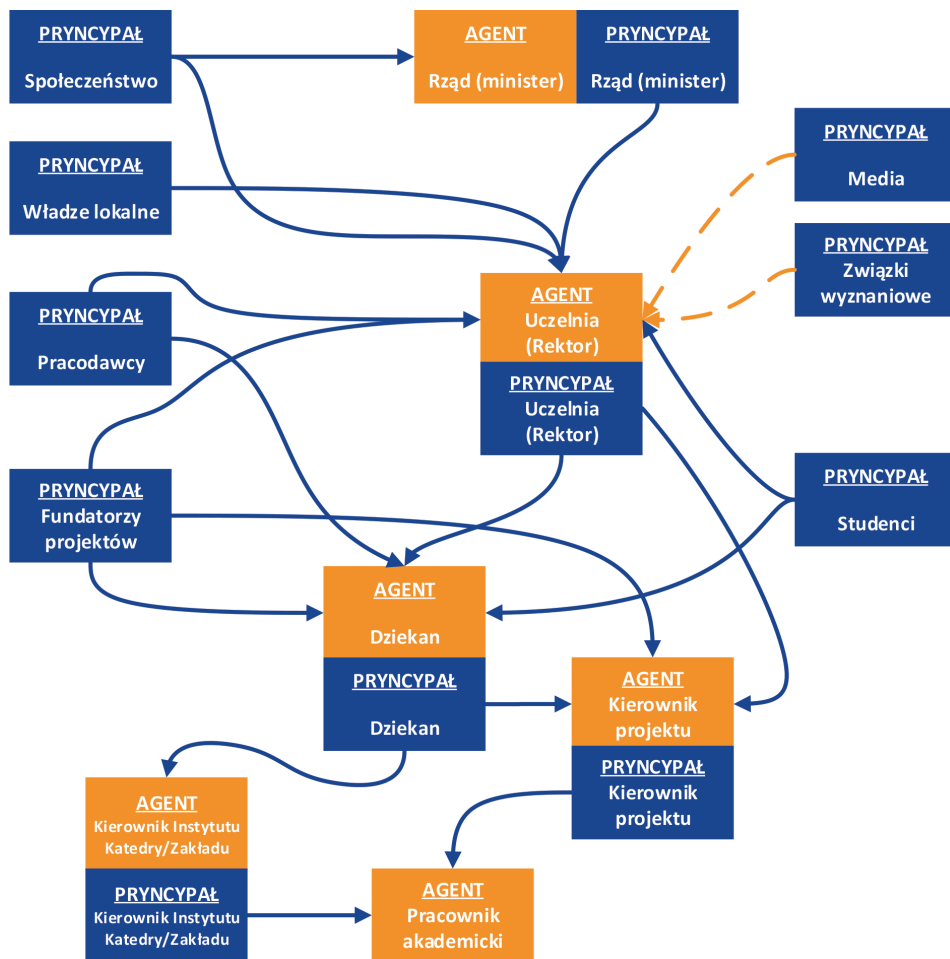 PRYNCYPAŁ
Społeczeństwo
AGENT
Rząd (minister)
PRYNCYPAŁ
Rząd (minister)
PRYNCYPAŁ
Media
PRYNCYPAŁ
Władze lokalne
PRYNCYPAŁ
Związki
wyznaniowe
AGENT
Uczelnia
(Rektor)
PRYNCYPAŁ
Uczelnia
(Rektor)
PRYNCYPAŁ
Pracodawcy
PRYNCYPAŁ
Fundatorzy
projektów
PRYNCYPAŁ
Studenci
AGENT
Dziekan
PRYNCYPAŁ
Dziekan
AGENT
Kierownik
projektu
PRYNCYPAŁ
Kierownik
projektu
AGENT
Kierownik Instytutu
Katedry/Zakładu
PRYNCYPAŁ
Kierownik Instytutu
Katedry/Zakładu
AGENT
Pracownik
akademicki